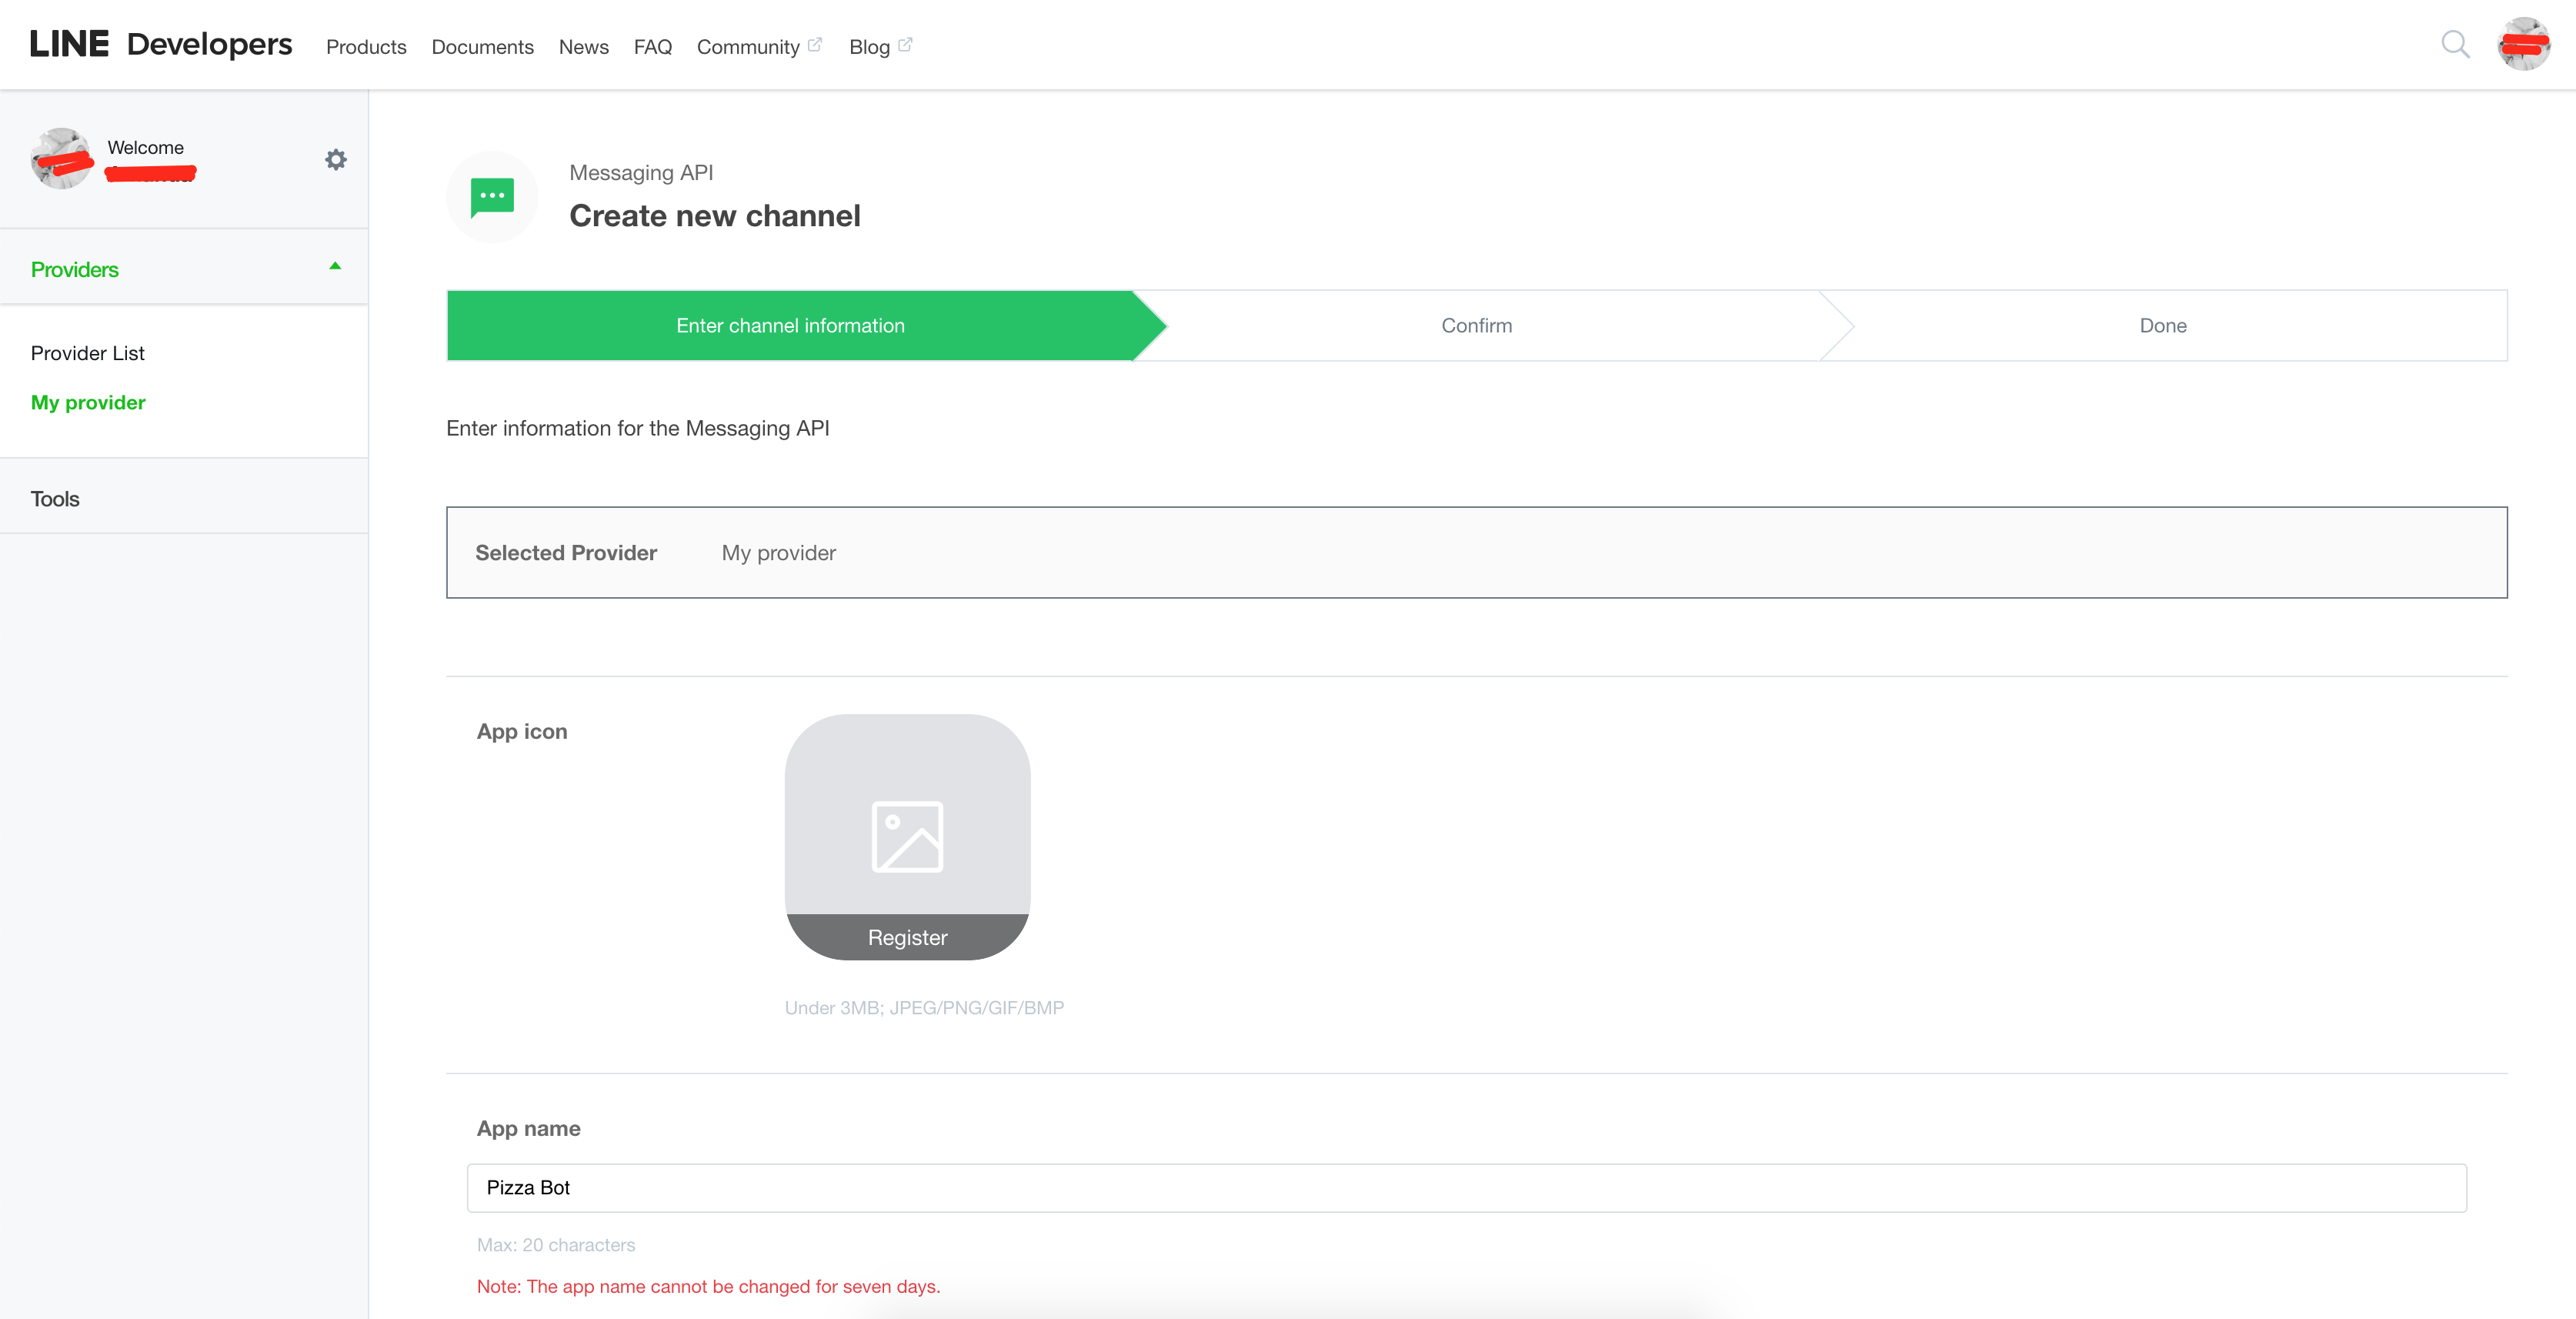 LINE Developers Products Documents News FAQ Community Blog
Welcome
Providers
Provider List
My provider
Tools
Messaging API
Create new channel
Enter channel information Confirm Done
Enter information for the Messaging API
Selected Provider My provider
App icon
Register
Under 3MB; JPEG/PNG/GIF/BMP
App name
Pizza Bot
Max: 20 characters
Note: The app name cannot be changed for seven days.